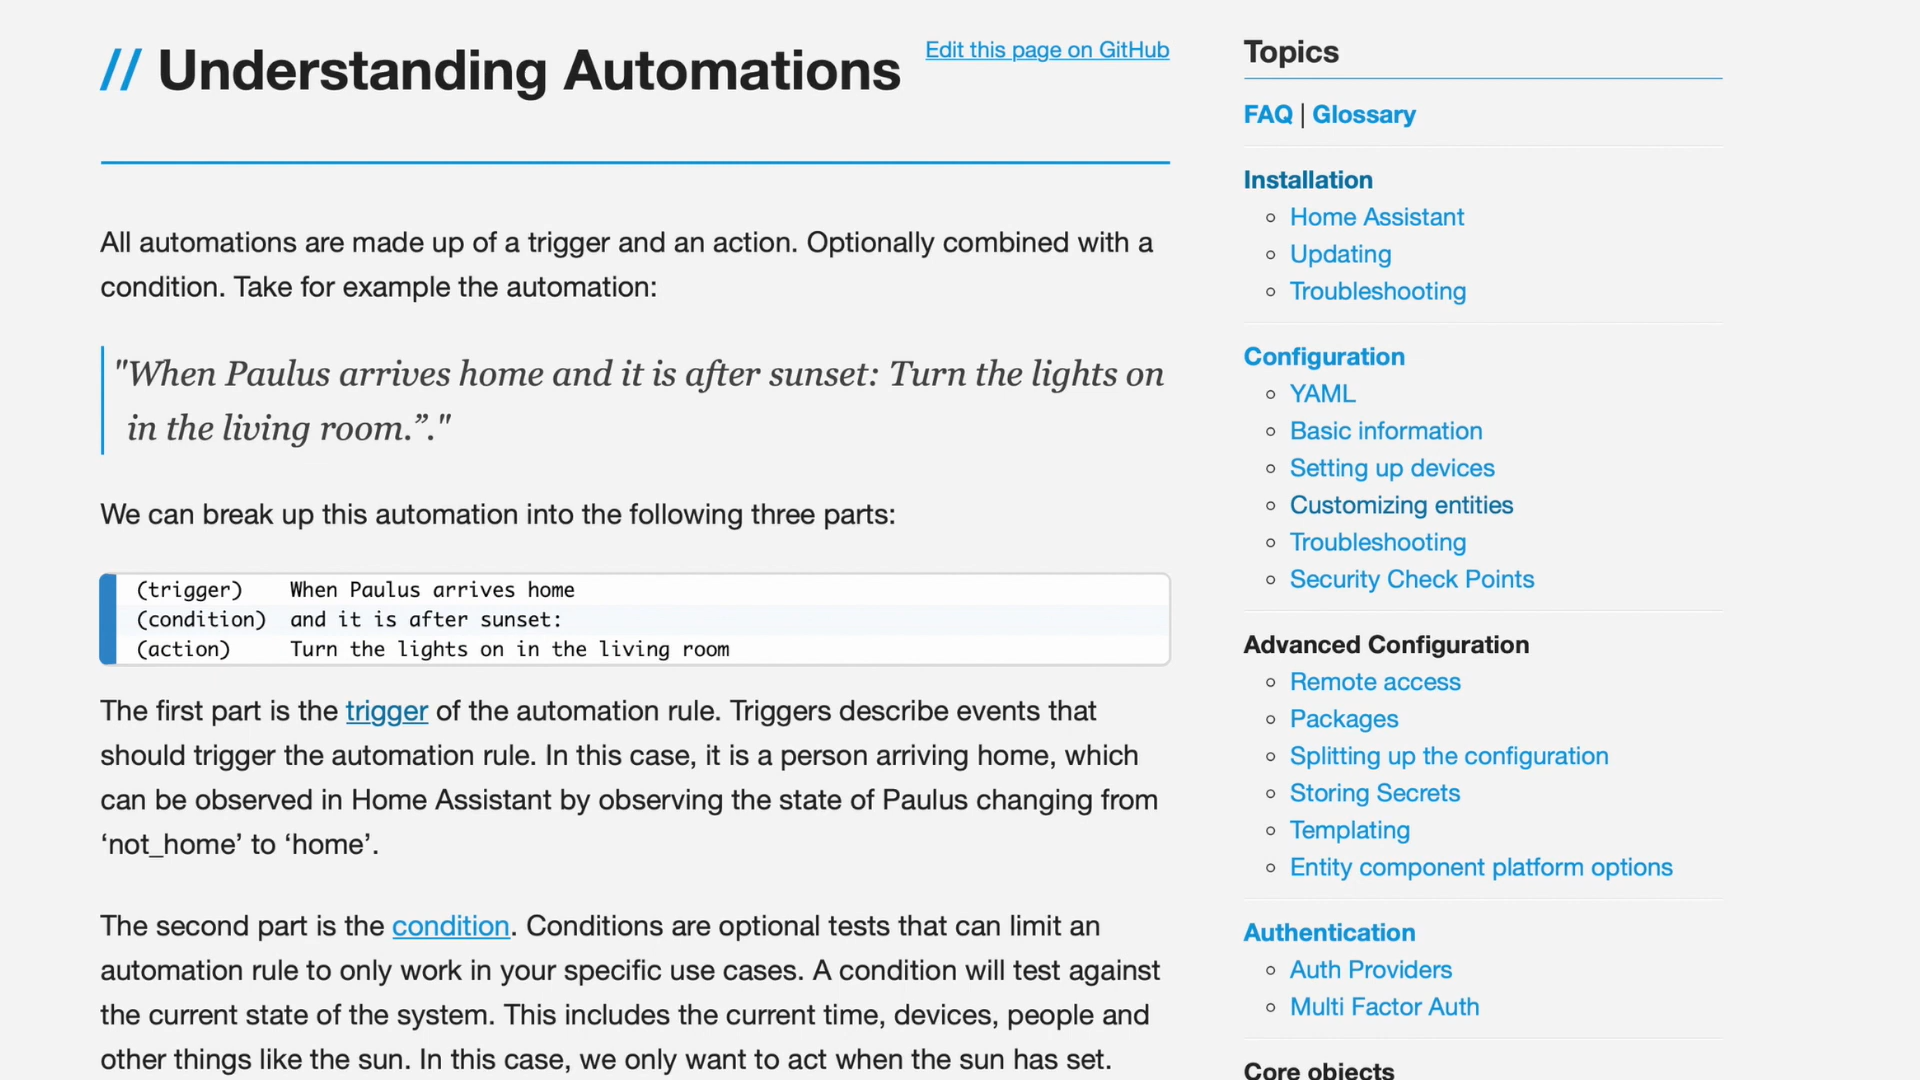 // Understanding Automations
Edit this page on GitHub
All automations are made up of a trigger and an action. Optionally combined with a
condition. Take for example the automation:
"When Paulus arrives home and it is after sunset: Turn the lights on
in the living room.”."
We can break up this automation into the following three parts:
(trigger)    When Paulus arrives home
(condition)  and it is after sunset:
(action)     Turn the lights on in the living room
The first part is the trigger of the automation rule. Triggers describe events that
should trigger the automation rule. In this case, it is a person arriving home, which
can be observed in Home Assistant by observing the state of Paulus changing from
‘not_home’ to ‘home’.
The second part is the condition. Conditions are optional tests that can limit an
automation rule to only work in your specific use cases. A condition will test against
the current state of the system. This includes the current time, devices, people and
other things like the sun. In this case, we only want to act when the sun has set.
Topics
FAQ | Glossary
Installation
Home Assistant
Updating
Troubleshooting
Configuration
YAML
Basic information
Setting up devices
Customizing entities
Troubleshooting
Security Check Points
Advanced Configuration
Remote access
Packages
Splitting up the configuration
Storing Secrets
Templating
Entity component platform options
Authentication
Auth Providers
Multi Factor Auth
Core objects